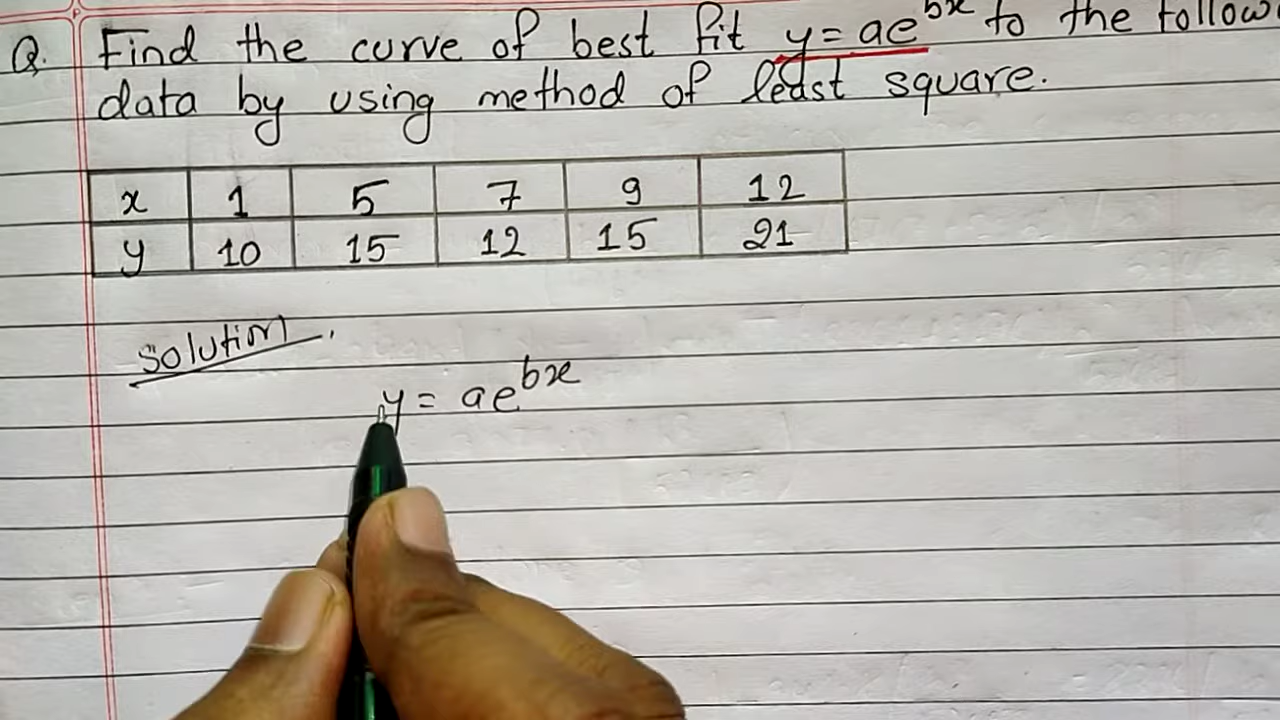 Q. Find the curve of best fit y = ae^bx to the
data by using method of least square.
x 1 5 7 9 12
y 10 15 12 15 21
Solution.
y = ae^bx